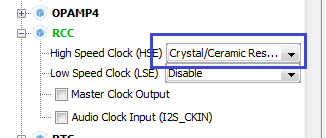 OPAMP4
RCC
High Speed Clock (HSE) Crystal/Ceramic Res...
Low Speed Clock (LSE) Disable
Master Clock Output
Audio Clock Input (I2S_CKIN)